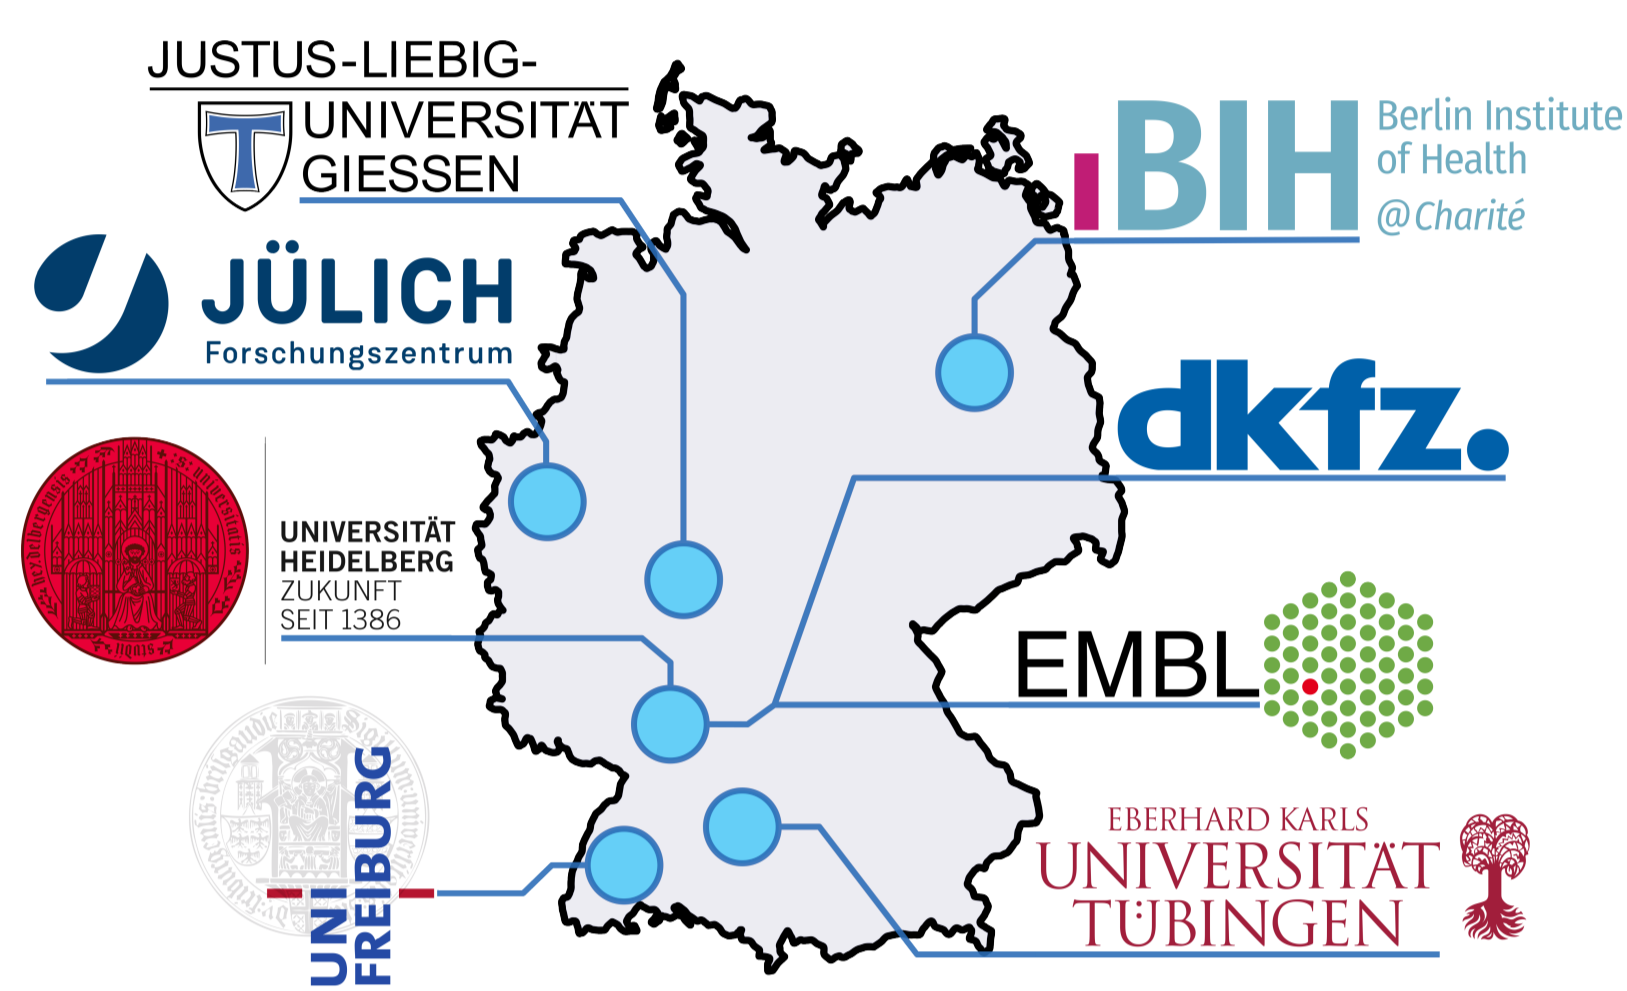 JUSTUS-LIEBIG-
UNIVERSITÄT
GIESSEN
BIH
Berlin Institute
of Health
@Charité
JÜLICH
Forschungszentrum
dkfz.
UNIVERSITÄT
HEIDELBERG
ZUKUNFT
SEIT 1386
EMBL
UNI
FREIBURG
EBERHARD KARLS
UNIVERSITÄT
TÜBINGEN